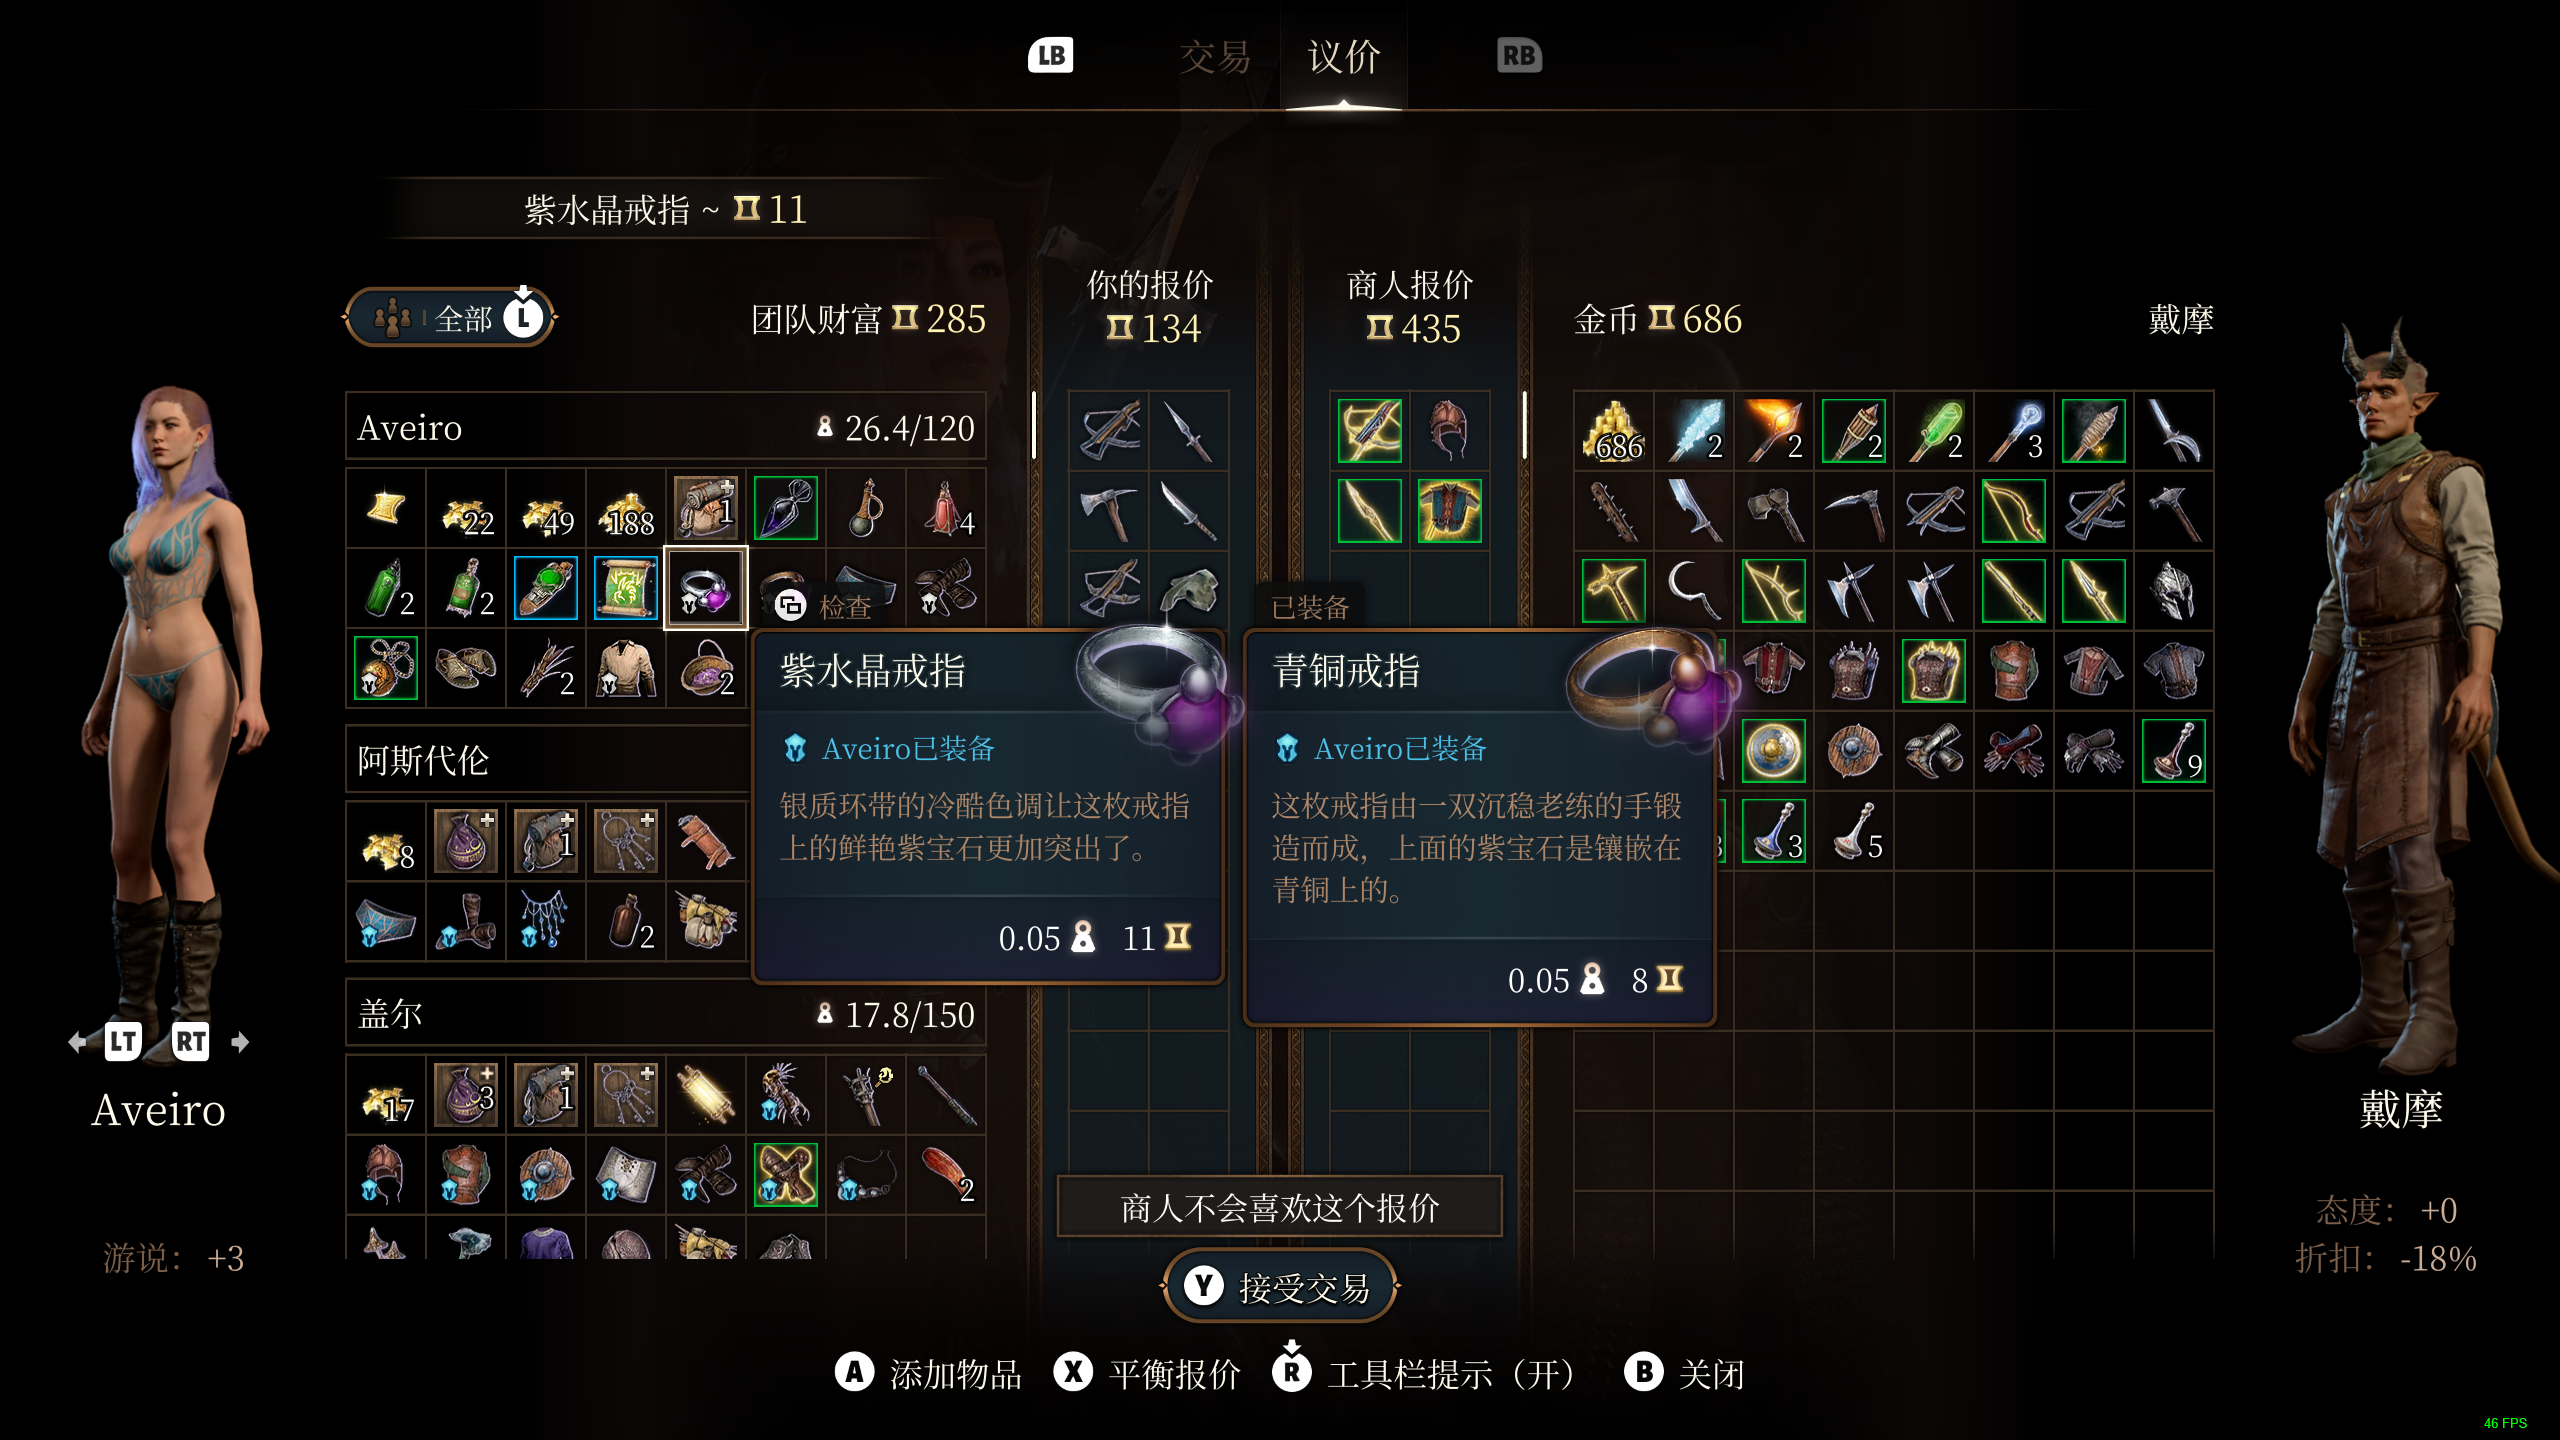 LB 交易 议价 RB
紫水晶戒指 ~ 11
全部 L
团队财富 285
你的报价
134
商人报价
435
金币 686
戴摩
Aveiro 26.4/120
22 49 188 1 4
2 2
检查
2 2
紫水晶戒指
Aveiro已装备
银质环带的冷酷色调让这枚戒指
上的鲜艳紫宝石更加突出了。
0.05 11
已装备
青铜戒指
Aveiro已装备
这枚戒指由一双沉稳老练的手锻
造而成，上面的紫宝石是镶嵌在
青铜上的。
0.05 8
阿斯代伦
8 1
2
盖尔 17.8/150
17 3 1
2
686 2 2 2 2 3
9
3 5
LT RT
Aveiro
游说： +3
戴摩
态度： +0
折扣： -18%
商人不会喜欢这个报价
Y 接受交易
A 添加物品 X 平衡报价 R 工具栏提示（开） B 关闭
46 FPS